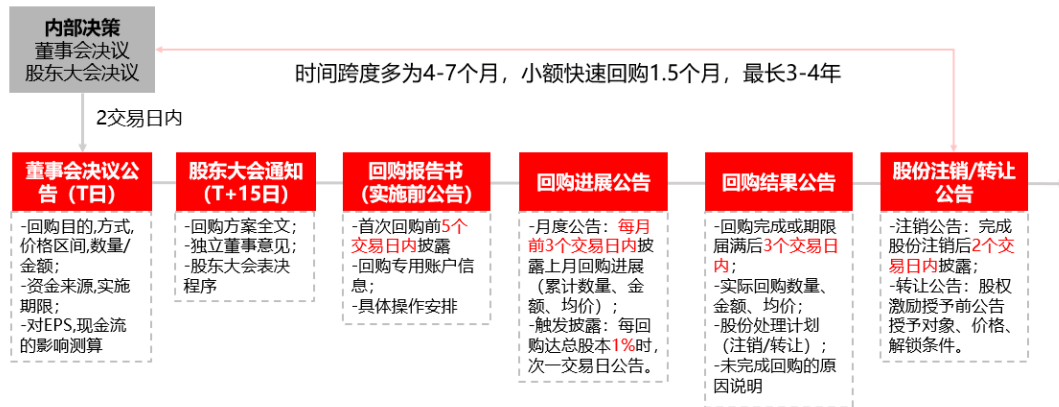 内部决策
董事会决议
股东大会决议
时间跨度多为4-7个月，小额快速回购1.5个月，最长3-4年
2交易日内
董事会决议公
告（T日）
-回购目的,方式,
价格区间,数量/
金额;
-资金来源,实施
期限;
-对EPS,现金流
的影响测算
股东大会通知
(T+15日)
-回购方案全文;
-独立董事意见;
-股东大会表决
程序
回购报告书
(实施前公告)
-首次回购前5个
交易日内披露
-回购专用账户信
息;
-具体操作安排
回购进展公告
-月度公告：每月
前3个交易日内披
露上月回购进展
（累计数量、金
额、均价）;
-触发披露：每回
购达总股本1%时，
次一交易日公告。
回购结果公告
-回购完成或期限
届满后3个交易日
内;
-实际回购数量、
金额、均价;
-股份处理计划
（注销/转让）;
-未完成回购的原
因说明
股份注销/转让
公告
-注销公告：完成
股份注销后2个交
易日内披露;
-转让公告：股权
激励授予前公告
授予对象、价格、
解锁条件。